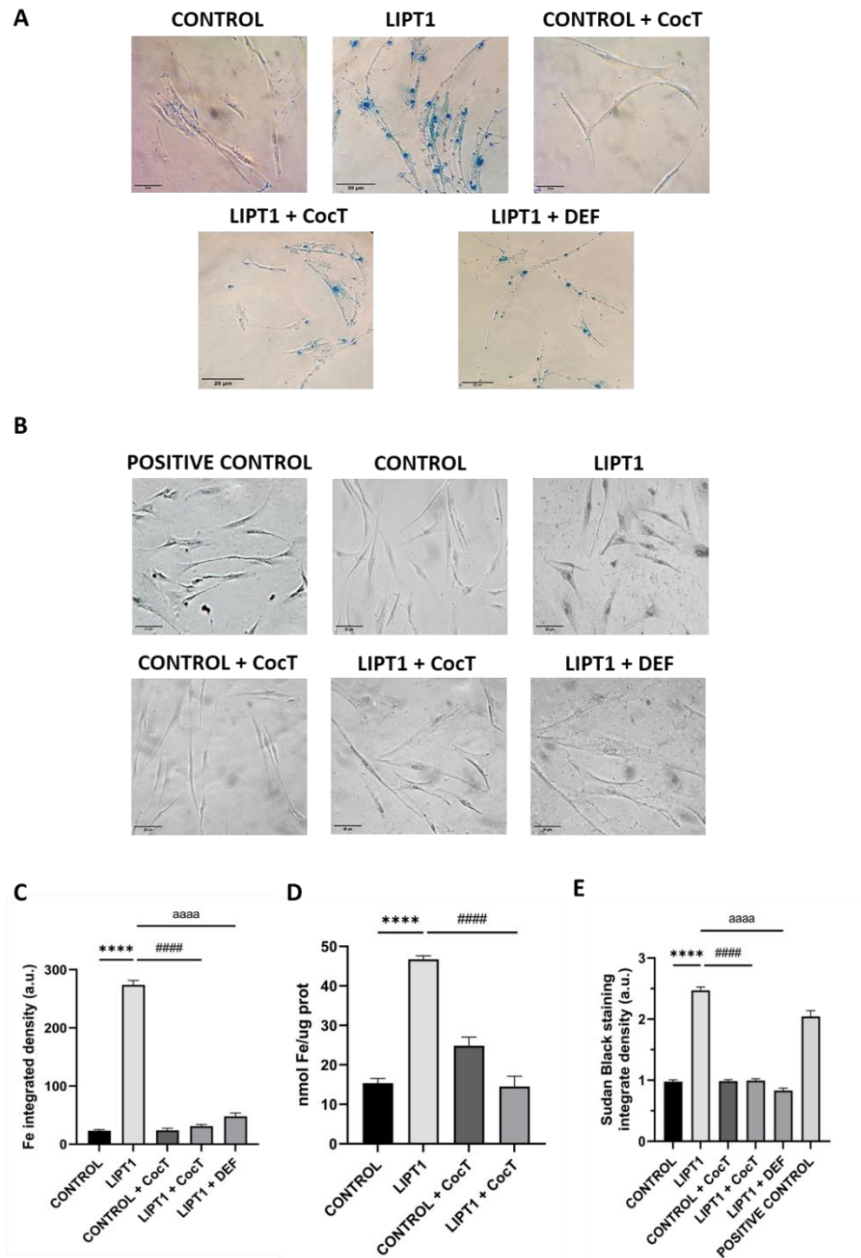 A
CONTROL
LIPT1
CONTROL + CocT
20 μm
LIPT1 + CocT
LIPT1 + DEF
20 μm
B
POSITIVE CONTROL
CONTROL
LIPT1
CONTROL + CocT
LIPT1 + CocT
LIPT1 + DEF
C
aaaa
**** ####
Fe integrated density (a.u.)
300
200
100
0
CONTROL
LIPT1
CONTROL + CocT
LIPT1 + CocT
LIPT1 + DEF
D
**** ####
nmol Fe/ug prot
50
40
30
20
10
0
CONTROL
LIPT1
CONTROL + CocT
LIPT1 + CocT
E
aaaa
**** ####
Sudan Black staining
integrate density (a.u.)
3
2
1
0
CONTROL
LIPT1
CONTROL + CocT
LIPT1 + CocT
LIPT1 + DEF
POSITIVE CONTROL